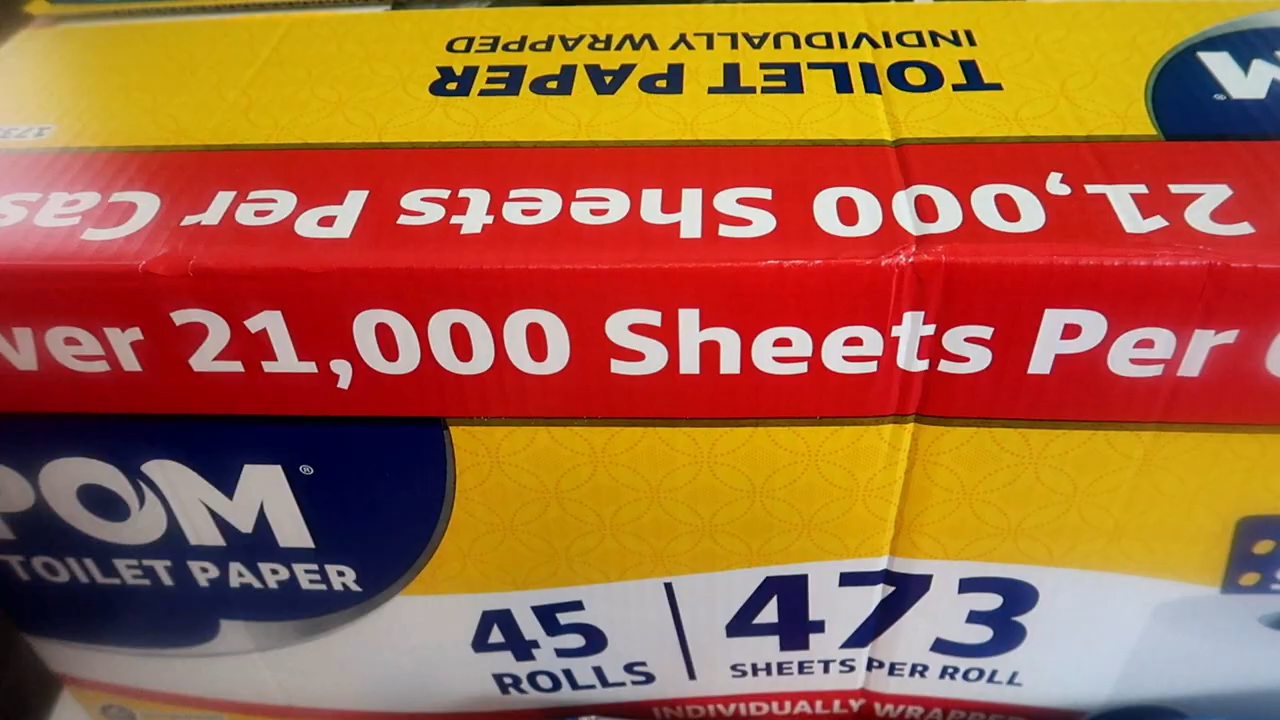 TOILET PAPER
INDIVIDUALLY WRAPPED
21,000 Sheets Per Cas
ver 21,000 Sheets Per
POM®
TOILET PAPER
45
ROLLS
473
SHEETS PER ROLL
INDIVIDUALLY WRAPPED